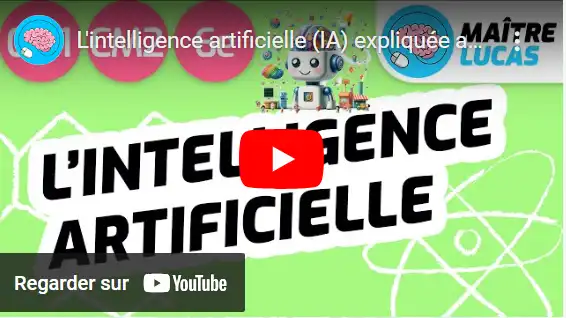 L'intelligence artificielle (IA) expliquée a...
CM1 CM2 6e
MAÎTRE
LUCAS
L'INTELLIGENCE
ARTIFICIELLE
Regarder sur YouTube